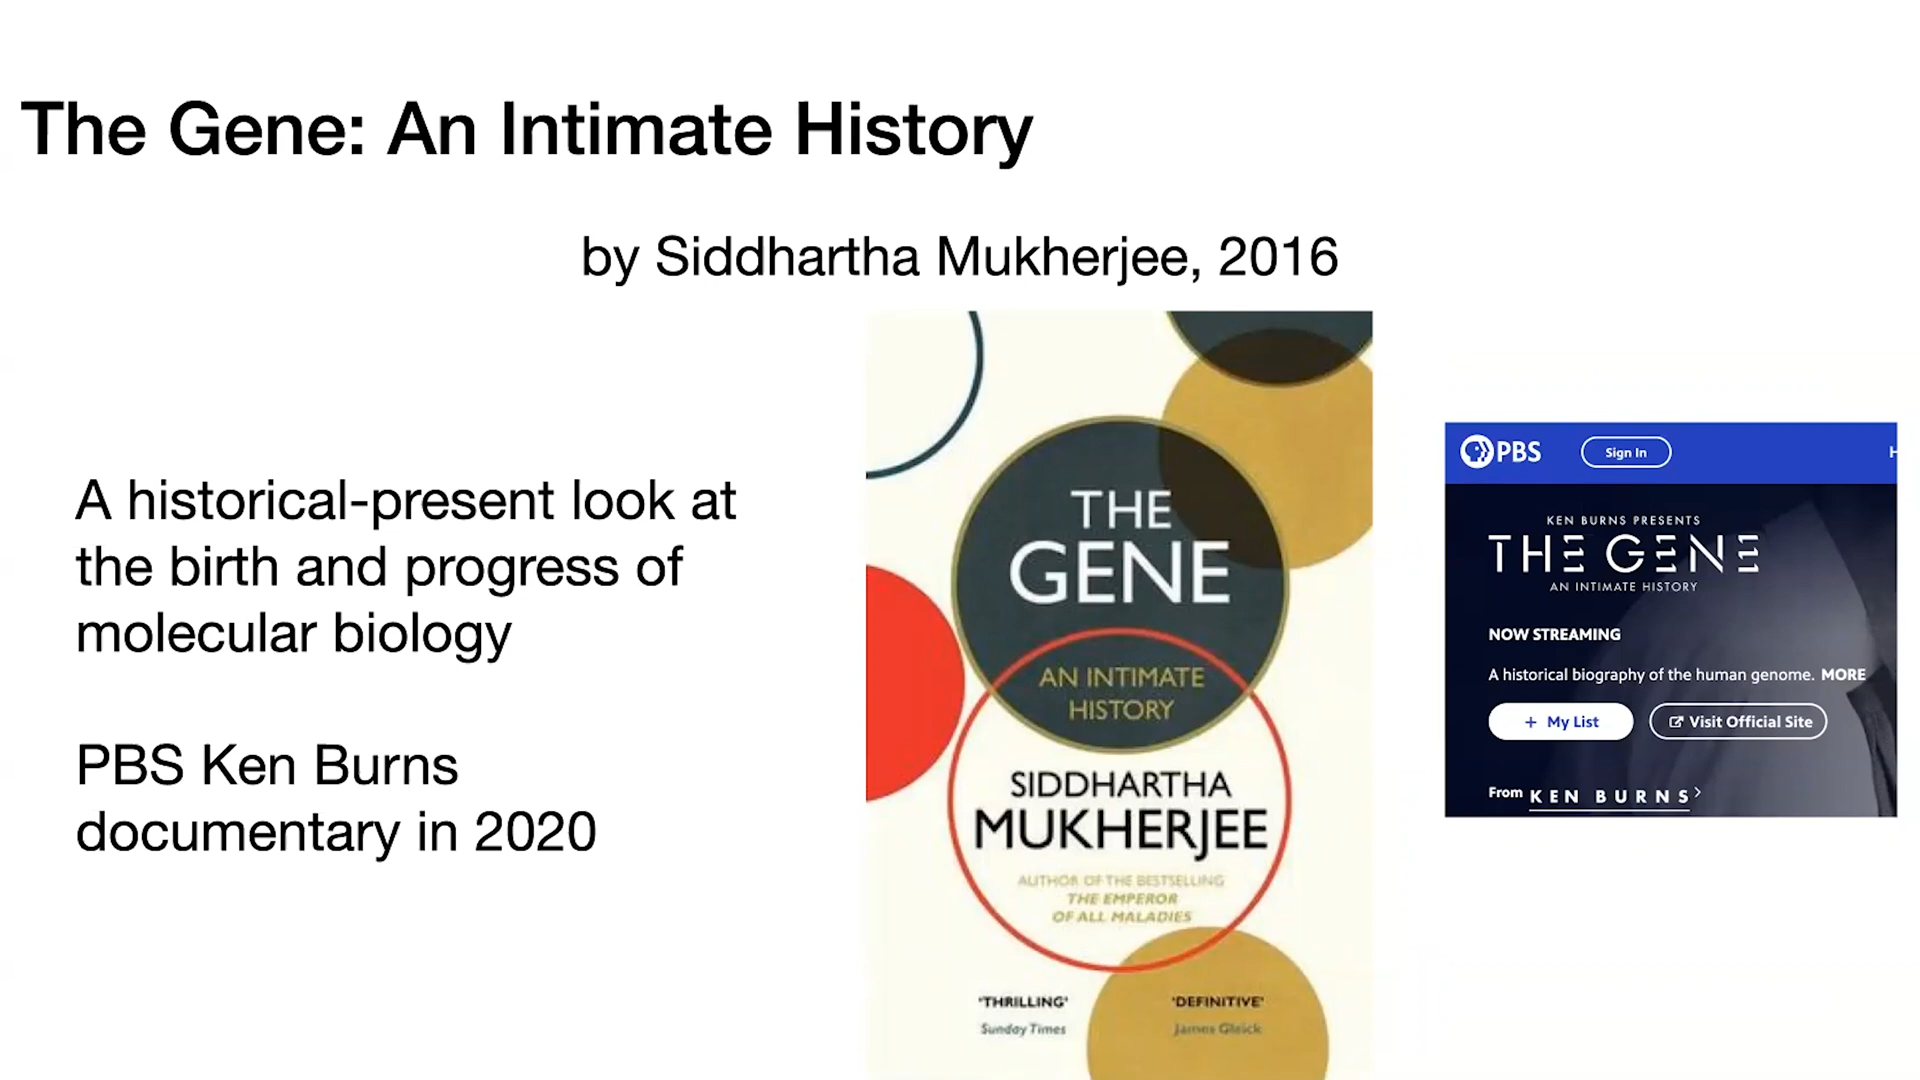 The Gene: An Intimate History
by Siddhartha Mukherjee, 2016
A historical-present look at
the birth and progress of
molecular biology
PBS Ken Burns
documentary in 2020
THE
GENE
AN INTIMATE
HISTORY
SIDDHARTHA
MUKHERJEE
AUTHOR OF THE BESTSELLING
THE EMPEROR
OF ALL MALADIES
'THRILLING'
Sunday Times
'DEFINITIVE'
James Gleick
PBS
Sign In
H
KEN BURNS PRESENTS
THE GENE
AN INTIMATE HISTORY
NOW STREAMING
A historical biography of the human genome. MORE
+ My List
Visit Official Site
From KEN BURNS >